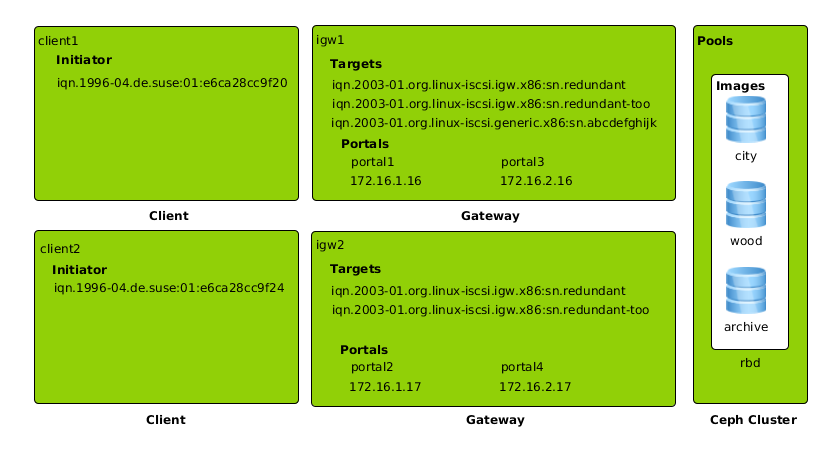 client1
Initiator
iqn.1996-04.de.suse:01:e6ca28cc9f20
Client
igw1
Targets
iqn.2003-01.org.linux-iscsi.igw.x86:sn.redundant
iqn.2003-01.org.linux-iscsi.igw.x86:sn.redundant-too
iqn.2003-01.org.linux-iscsi.generic.x86:sn.abcdefghijk
Portals
portal1 portal3
172.16.1.16 172.16.2.16
Gateway
client2
Initiator
iqn.1996-04.de.suse:01:e6ca28cc9f24
Client
igw2
Targets
iqn.2003-01.org.linux-iscsi.igw.x86:sn.redundant
iqn.2003-01.org.linux-iscsi.igw.x86:sn.redundant-too
Portals
portal2 portal4
172.16.1.17 172.16.2.17
Gateway
Pools
Images
city
wood
archive
rbd
Ceph Cluster